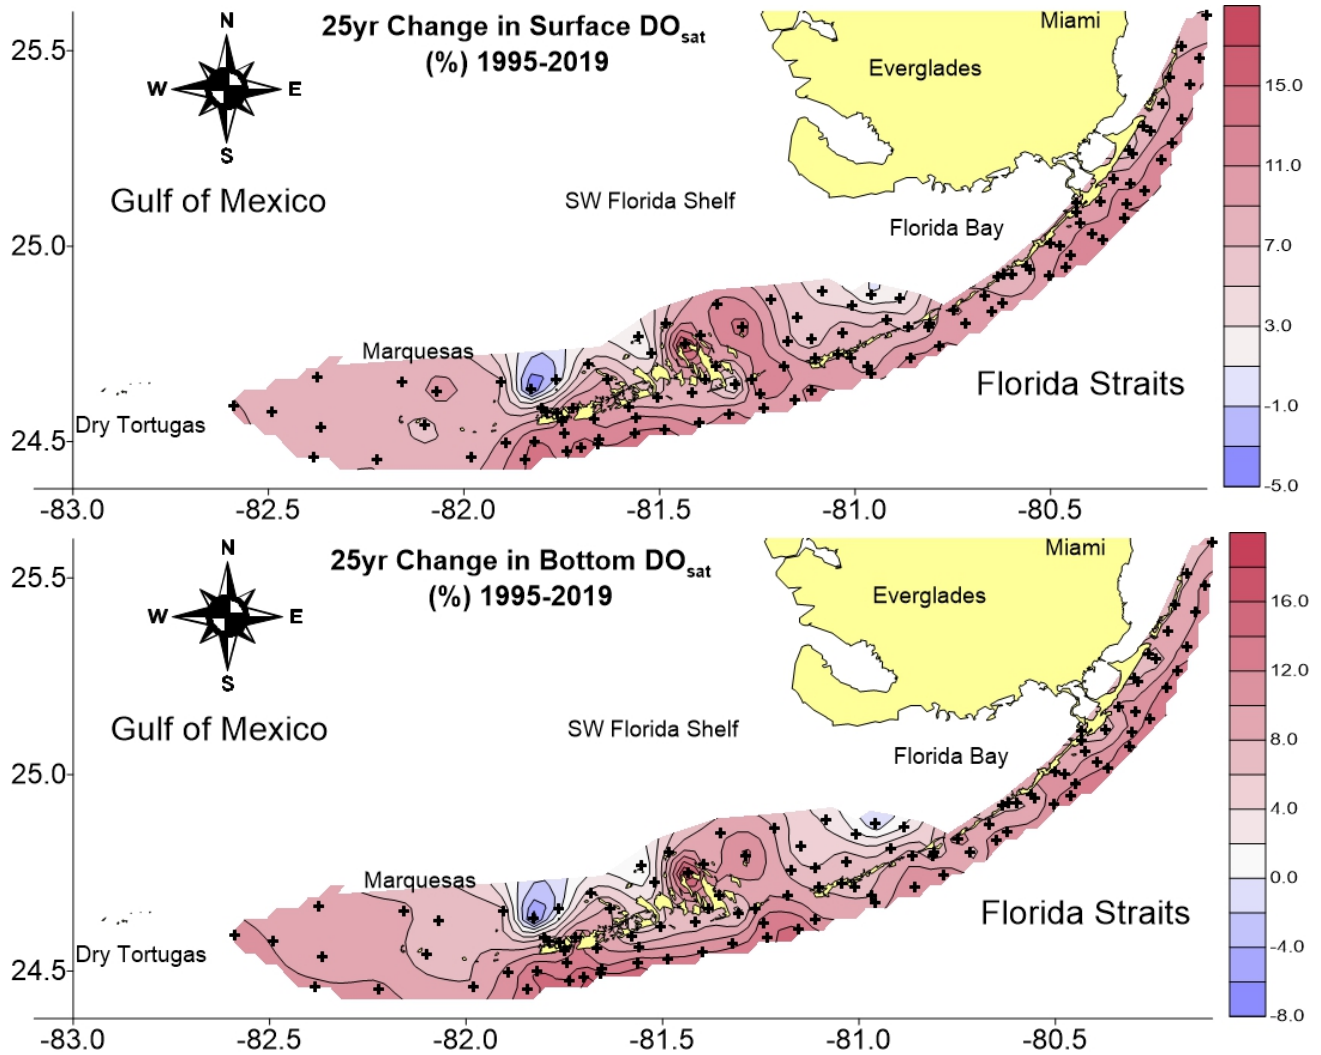 25yr Change in Surface DOsat
(%) 1995-2019
N
W E
S
Miami
Everglades
Gulf of Mexico
SW Florida Shelf
Florida Bay
Marquesas
Dry Tortugas
Florida Straits
25.5
25.0
24.5
-83.0 -82.5 -82.0 -81.5 -81.0 -80.5
15.0
11.0
7.0
3.0
-1.0
-5.0
25yr Change in Bottom DOsat
(%) 1995-2019
N
W E
S
Miami
Everglades
Gulf of Mexico
SW Florida Shelf
Florida Bay
Marquesas
Dry Tortugas
Florida Straits
25.5
25.0
24.5
-83.0 -82.5 -82.0 -81.5 -81.0 -80.5
16.0
12.0
8.0
4.0
0.0
-4.0
-8.0